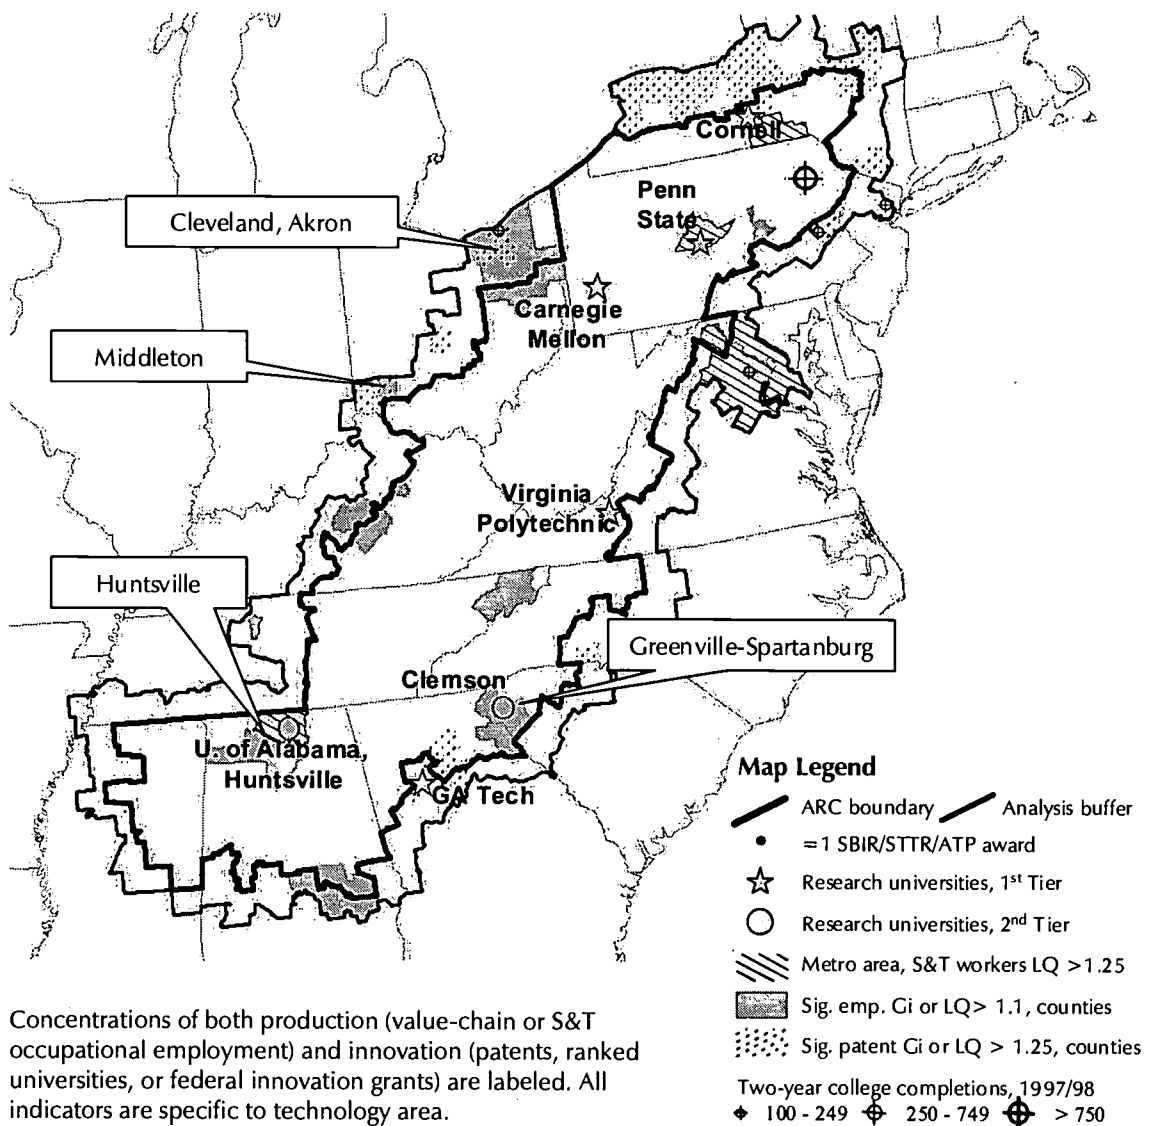 Cornell
Penn
State
Cleveland, Akron
Carnegie
Mellon
Middleton
Virginia
Polytechnic
Huntsville
Greenville-Spartanburg
Clemson
U. of Alabama,
Huntsville
GA Tech
Map Legend
ARC boundary Analysis buffer
=1 SBIR/STTR/ATP award
Research universities, 1st Tier
Research universities, 2nd Tier
Metro area, S&T workers LQ >1.25
Sig. emp. Gi or LQ> 1.1, counties
Sig. patent Gi or LQ > 1.25, counties
Two-year college completions, 1997/98
100 - 249 250 - 749 > 750
Concentrations of both production (value-chain or S&T
occupational employment) and innovation (patents, ranked
universities, or federal innovation grants) are labeled. All
indicators are specific to technology area.